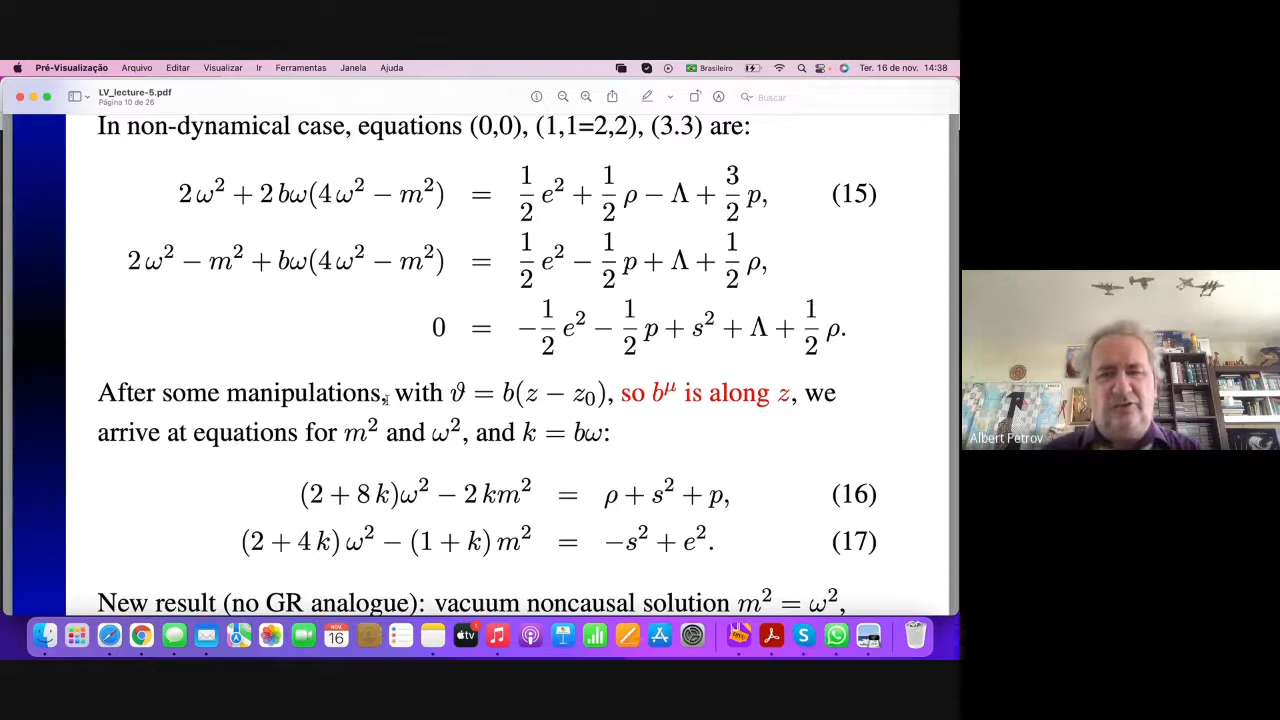 Pré-Visualização Arquivo Editar Visualizar Ir Ferramentas Janela Ajuda Brasileiro Ter. 16 de nov. 14:38
LV_lecture-5.pdf
Página 10 de 26
Buscar
In non-dynamical case, equations (0,0), (1,1=2,2), (3.3) are:
2ω² + 2bω(4ω² − m²) = 1/2 e² + 1/2 ρ − Λ + 3/2 p, (15)
2ω² − m² + bω(4ω² − m²) = 1/2 e² − 1/2 p + Λ + 1/2 ρ,
0 = −1/2 e² − 1/2 p + s² + Λ + 1/2 ρ.
After some manipulations, with ϑ = b(z − z₀), so b^μ is along z, we
arrive at equations for m² and ω², and k = bω:
(2 + 8k)ω² − 2km² = ρ + s² + p, (16)
(2 + 4k) ω² − (1 + k) m² = −s² + e². (17)
New result (no GR analogue): vacuum noncausal solution m² = ω²,
Albert Petrov
NOV.
16
tv